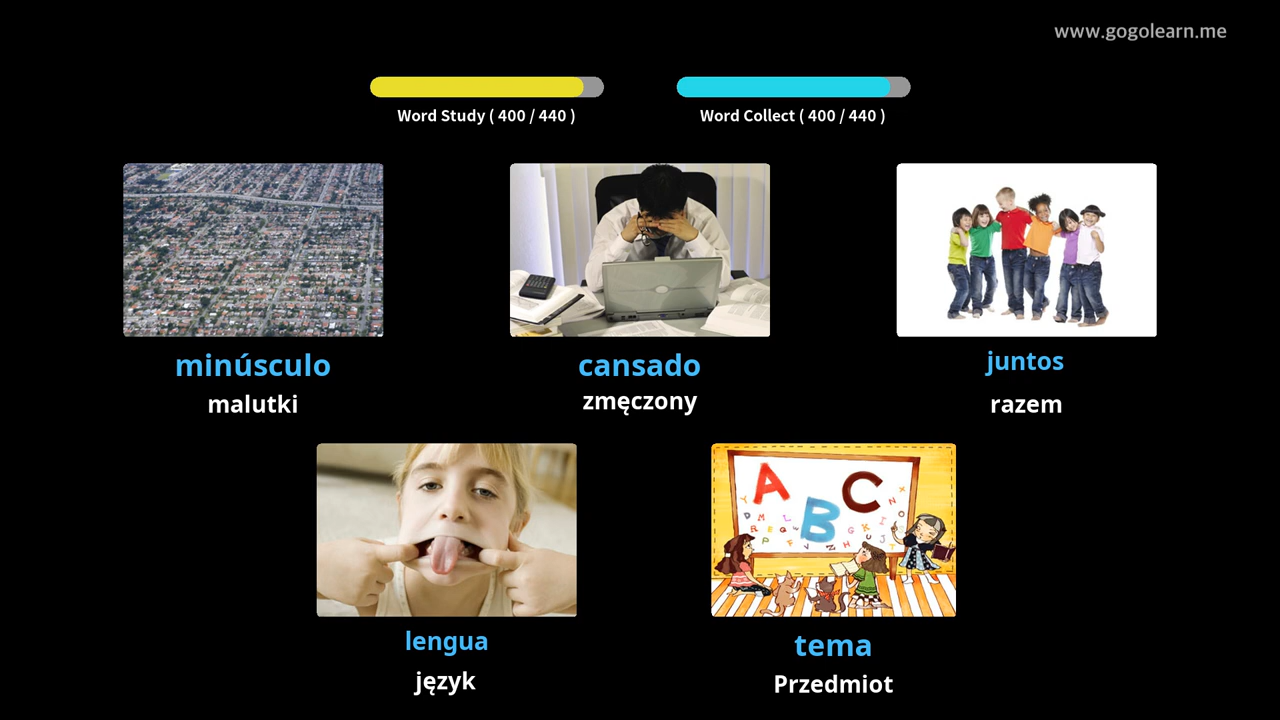 www.gogolearn.me
Word Study ( 400 / 440 )
Word Collect ( 400 / 440 )
minúsculo
malutki
cansado
zmęczony
juntos
razem
A B C
lengua
język
tema
Przedmiot